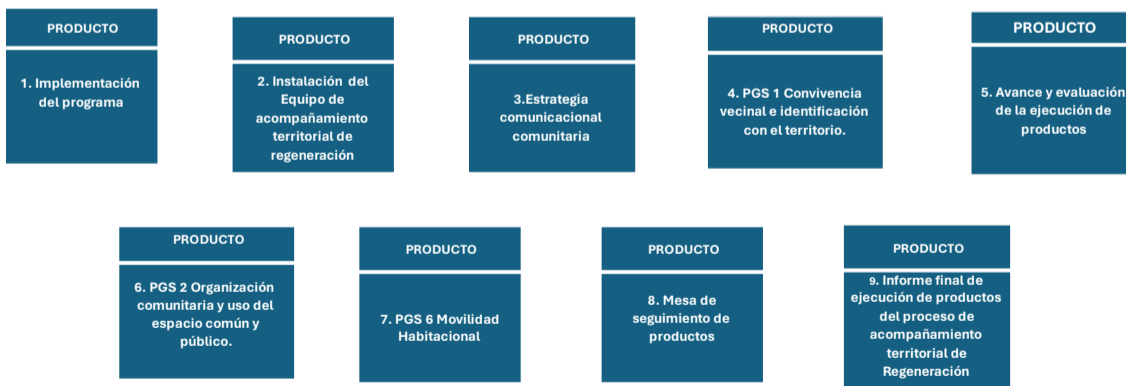 PRODUCTO
1. Implementación
del programa
PRODUCTO
2. Instalación del
Equipo de
acompañamiento
territorial de
regeneración
PRODUCTO
3.Estrategia
comunicacional
comunitaria
PRODUCTO
4. PGS 1 Convivencia
vecinal e identificación
con el territorio.
PRODUCTO
5. Avance y evaluación
de la ejecución de
productos
PRODUCTO
6. PGS 2 Organización
comunitaria y uso del
espacio común y
público.
PRODUCTO
7. PGS 6 Movilidad
Habitacional
PRODUCTO
8. Mesa de
seguimiento de
productos
PRODUCTO
9. Informe final de
ejecución de productos
del proceso de
acompañamiento
territorial de
Regeneración